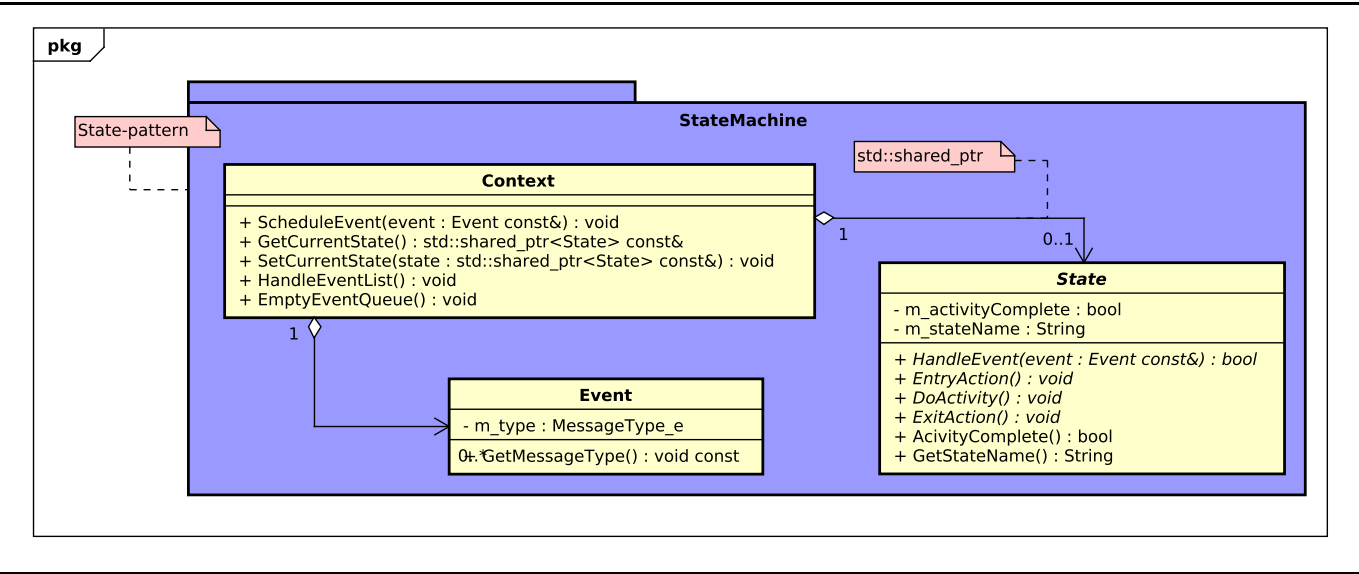 pkg
StateMachine
State-pattern
std::shared_ptr
Context
+ ScheduleEvent(event : Event const&) : void
+ GetCurrentState() : std::shared_ptr<State> const&
+ SetCurrentState(state : std::shared_ptr<State> const&) : void
+ HandleEventList() : void
+ EmptyEventQueue() : void
1
0..1
State
- m_activityComplete : bool
- m_stateName : String
+ HandleEvent(event : Event const&) : bool
+ EntryAction() : void
+ DoActivity() : void
+ ExitAction() : void
+ AcivityComplete() : bool
+ GetStateName() : String
1
Event
- m_type : MessageType_e
0..*
+ GetMessageType() : void const